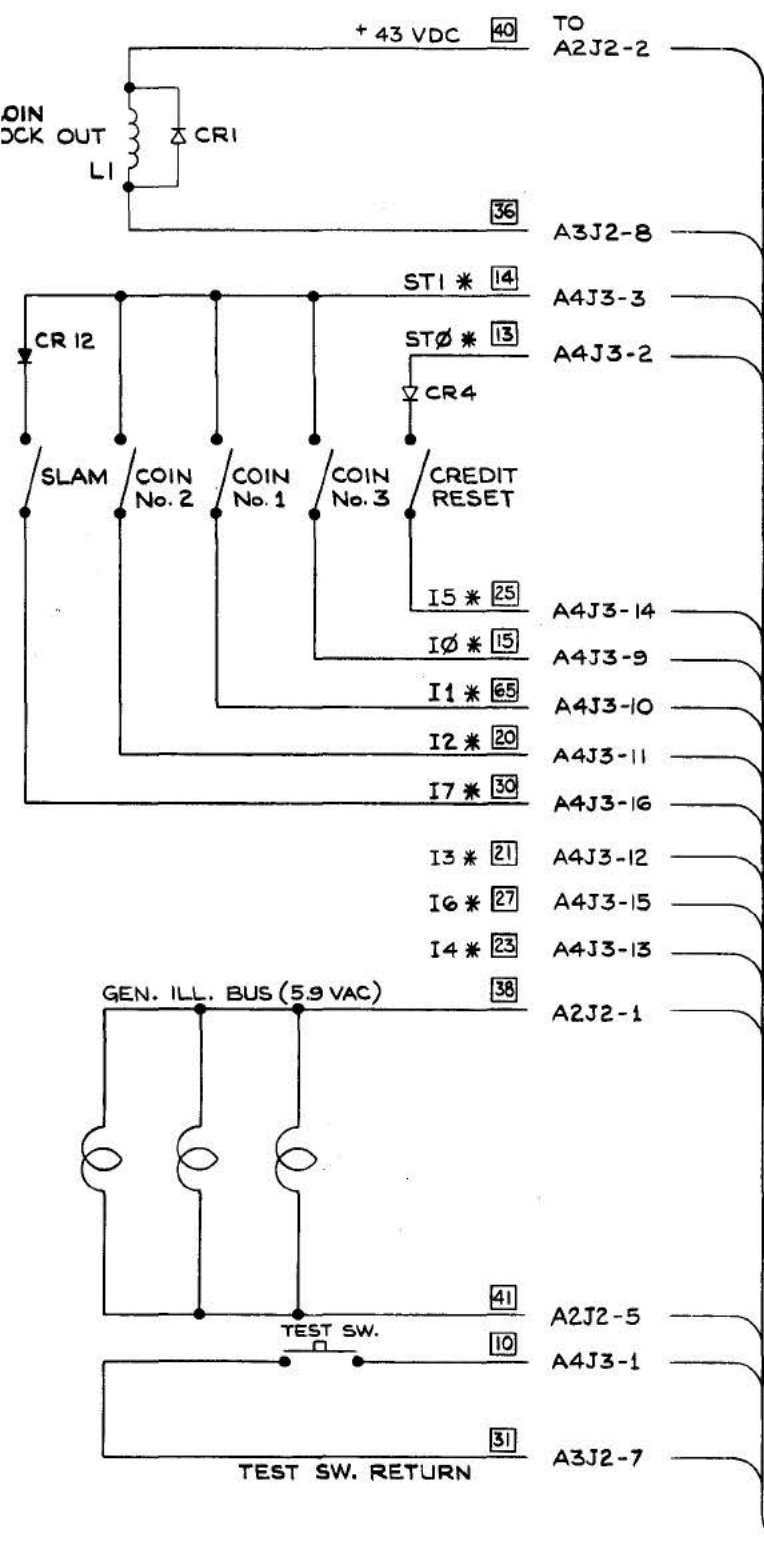 TO
+ 43 VDC 40 A2J2-2
OIN
OCK OUT CR1
L1
36 A3J2-8
ST1 * 14 A4J3-3
CR 12 STØ * 13 A4J3-2
CR4
SLAM COIN COIN COIN CREDIT
No. 2 No. 1 No. 3 RESET
I5 * 25 A4J3-14
IØ * 15 A4J3-9
I1 * 65 A4J3-10
I2 * 20 A4J3-11
I7 * 30 A4J3-16
I3 * 21 A4J3-12
I6 * 27 A4J3-15
I4 * 23 A4J3-13
GEN. ILL. BUS (5.9 VAC) 38 A2J2-1
41 A2J2-5
TEST SW. 10 A4J3-1
31 A3J2-7
TEST SW. RETURN